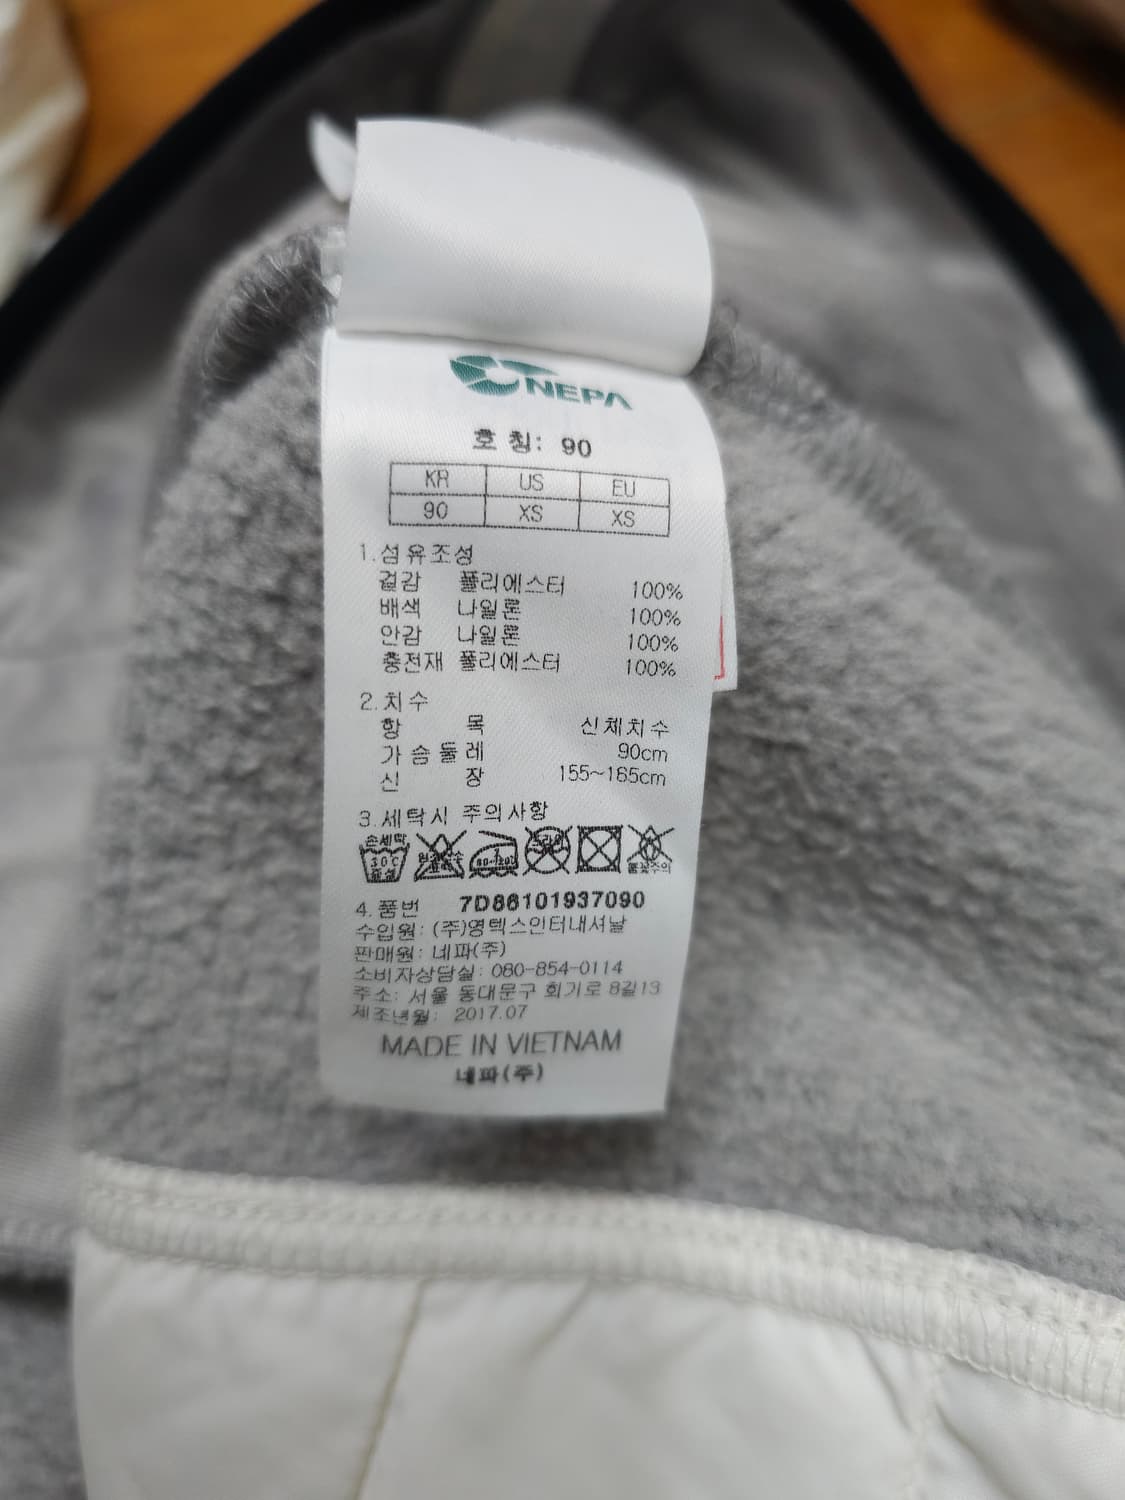 NEPA
호 칭: 90
KR US EU
90 XS XS
1.섬유조성
겉감 폴리에스터 100%
배색 나일론 100%
안감 나일론 100%
충전재 폴리에스터 100%
2.치수
항 목 신체치수
가슴둘레 90cm
신 장 155~165cm
3.세탁시 주의사항
손세탁
30℃
중성
4.품번 7D86101937090
수입원: (주)영텍스인터내셔날
판매원: 네파(주)
소비자상담실: 080-854-0114
주소: 서울 동대문구 회기로 8길13
제조년월: 2017.07
MADE IN VIETNAM
네파(주)